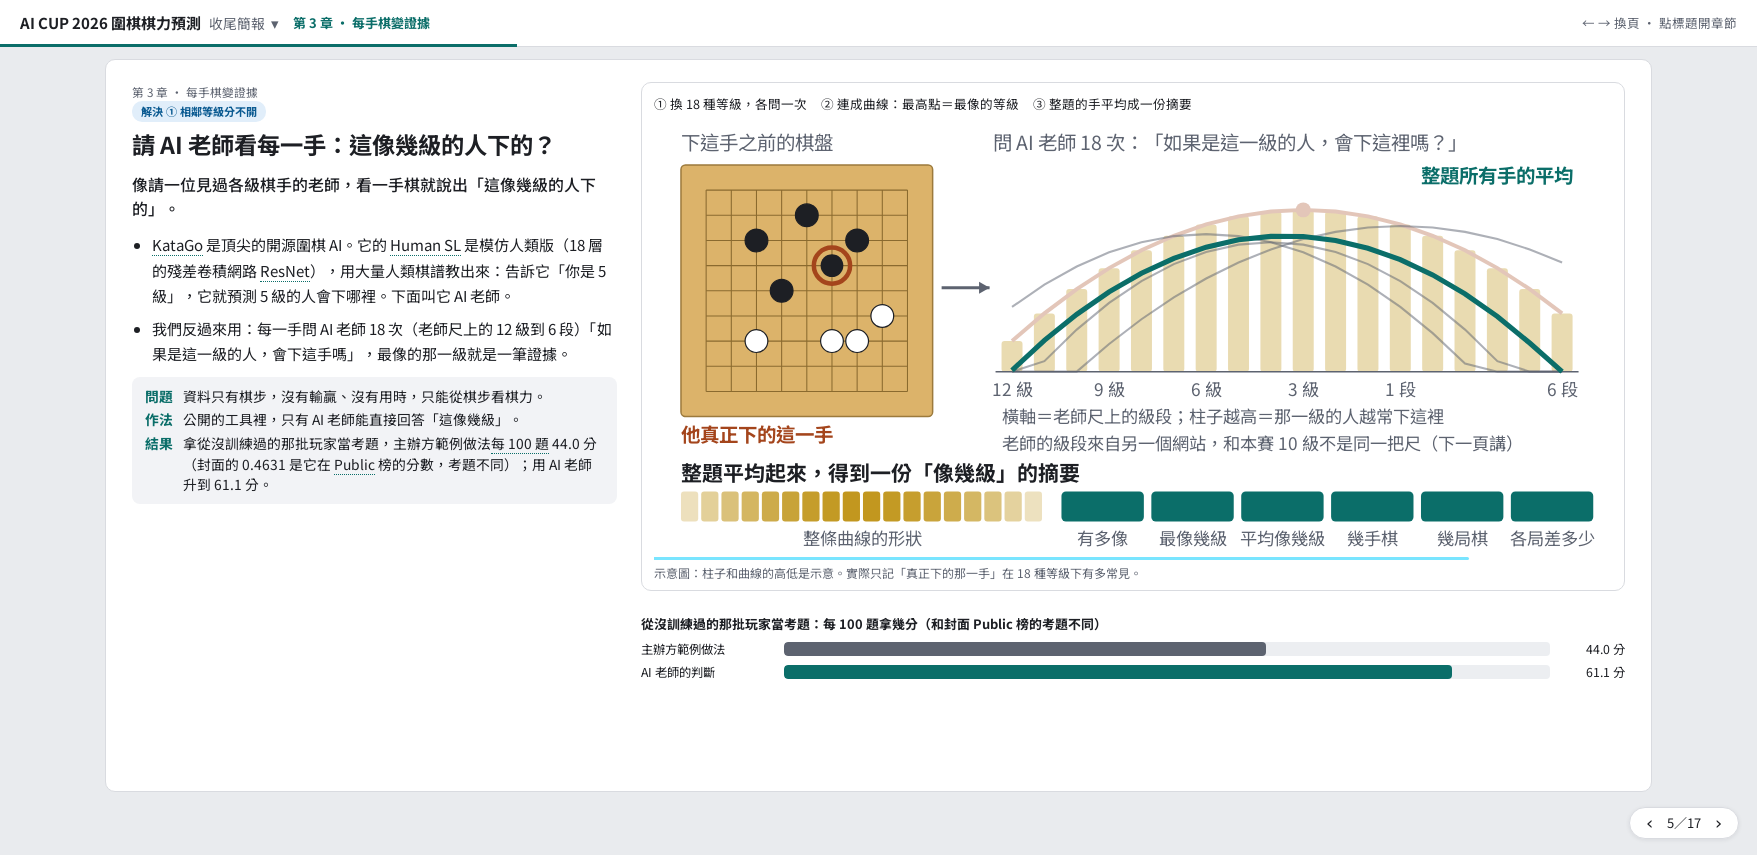 AI CUP 2026 圍棋棋力預測 收尾簡報 ▼ 第 3 章 · 每手棋變證據
← → 換頁 · 點標題開章節
第 3 章 · 每手棋變證據
解決 ① 相鄰等級分不開
請 AI 老師看每一手：這像幾級的人下的？
像請一位見過各級棋手的老師，看一手棋就說出「這像幾級的人下
的」。
• KataGo 是頂尖的開源圍棋 AI。它的 Human SL 是模仿人類版（18 層
的殘差卷積網路 ResNet），用大量人類棋譜教出來：告訴它「你是 5
級」，它就預測 5 級的人會下哪裡。下面叫它 AI 老師。
• 我們反過來用：每一手問 AI 老師 18 次（老師尺上的 12 級到 6 段）「如
果是這一級的人，會下這手嗎」，最像的那一級就是一筆證據。
問題 資料只有棋步，沒有輸贏、沒有用時，只能從棋步看棋力。
作法 公開的工具裡，只有 AI 老師能直接回答「這像幾級」。
結果 拿從沒訓練過的那批玩家當考題，主辦方範例做法每 100 題 44.0 分
（封面的 0.4631 是它在 Public 榜的分數，考題不同）；用 AI 老師
升到 61.1 分。
① 換 18 種等級，各問一次 ② 連成曲線：最高點＝最像的等級 ③ 整題的手平均成一份摘要
下這手之前的棋盤
問 AI 老師 18 次：「如果是這一級的人，會下這裡嗎？」
整題所有手的平均
12 級 9 級 6 級 3 級 1 段 6 段
橫軸＝老師尺上的級段；柱子越高＝那一級的人越常下這裡
他真正下的這一手
老師的級段來自另一個網站，和本賽 10 級不是同一把尺（下一頁講）
整題平均起來，得到一份「像幾級」的摘要
整條曲線的形狀 有多像 最像幾級 平均像幾級 幾手棋 幾局棋 各局差多少
示意圖：柱子和曲線的高低是示意。實際只記「真正下的那一手」在 18 種等級下有多常見。
從沒訓練過的那批玩家當考題：每 100 題拿幾分（和封面 Public 榜的考題不同）
主辦方範例做法 44.0 分
AI 老師的判斷 61.1 分
‹ 5／17 ›